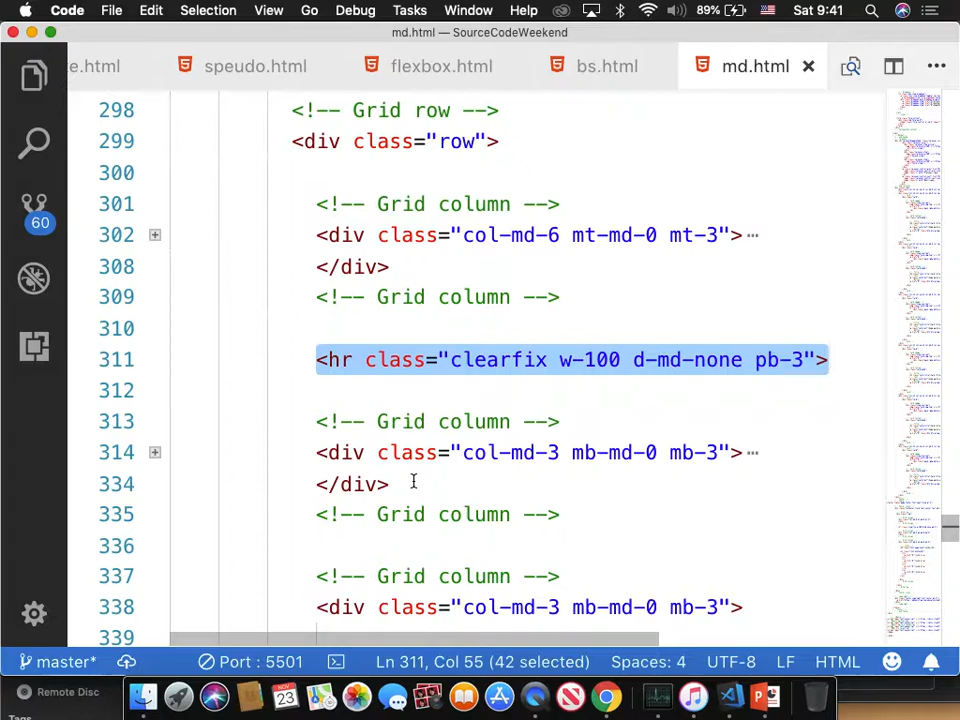 Code File Edit Selection View Go Debug Tasks Window Help 89% Sat 9:41
md.html — SourceCodeWeekend
e.html speudo.html flexbox.html bs.html md.html
298 <!-- Grid row -->
299 <div class="row">
300
301 <!-- Grid column -->
302 <div class="col-md-6 mt-md-0 mt-3">
308 </div>
309 <!-- Grid column -->
310
311 <hr class="clearfix w-100 d-md-none pb-3">
312
313 <!-- Grid column -->
314 <div class="col-md-3 mb-md-0 mb-3">
334 </div>
335 <!-- Grid column -->
336
337 <!-- Grid column -->
338 <div class="col-md-3 mb-md-0 mb-3">
339
60
master* Port : 5501 Ln 311, Col 55 (42 selected) Spaces: 4 UTF-8 LF HTML
Remote Disc
Tags
NOV
23